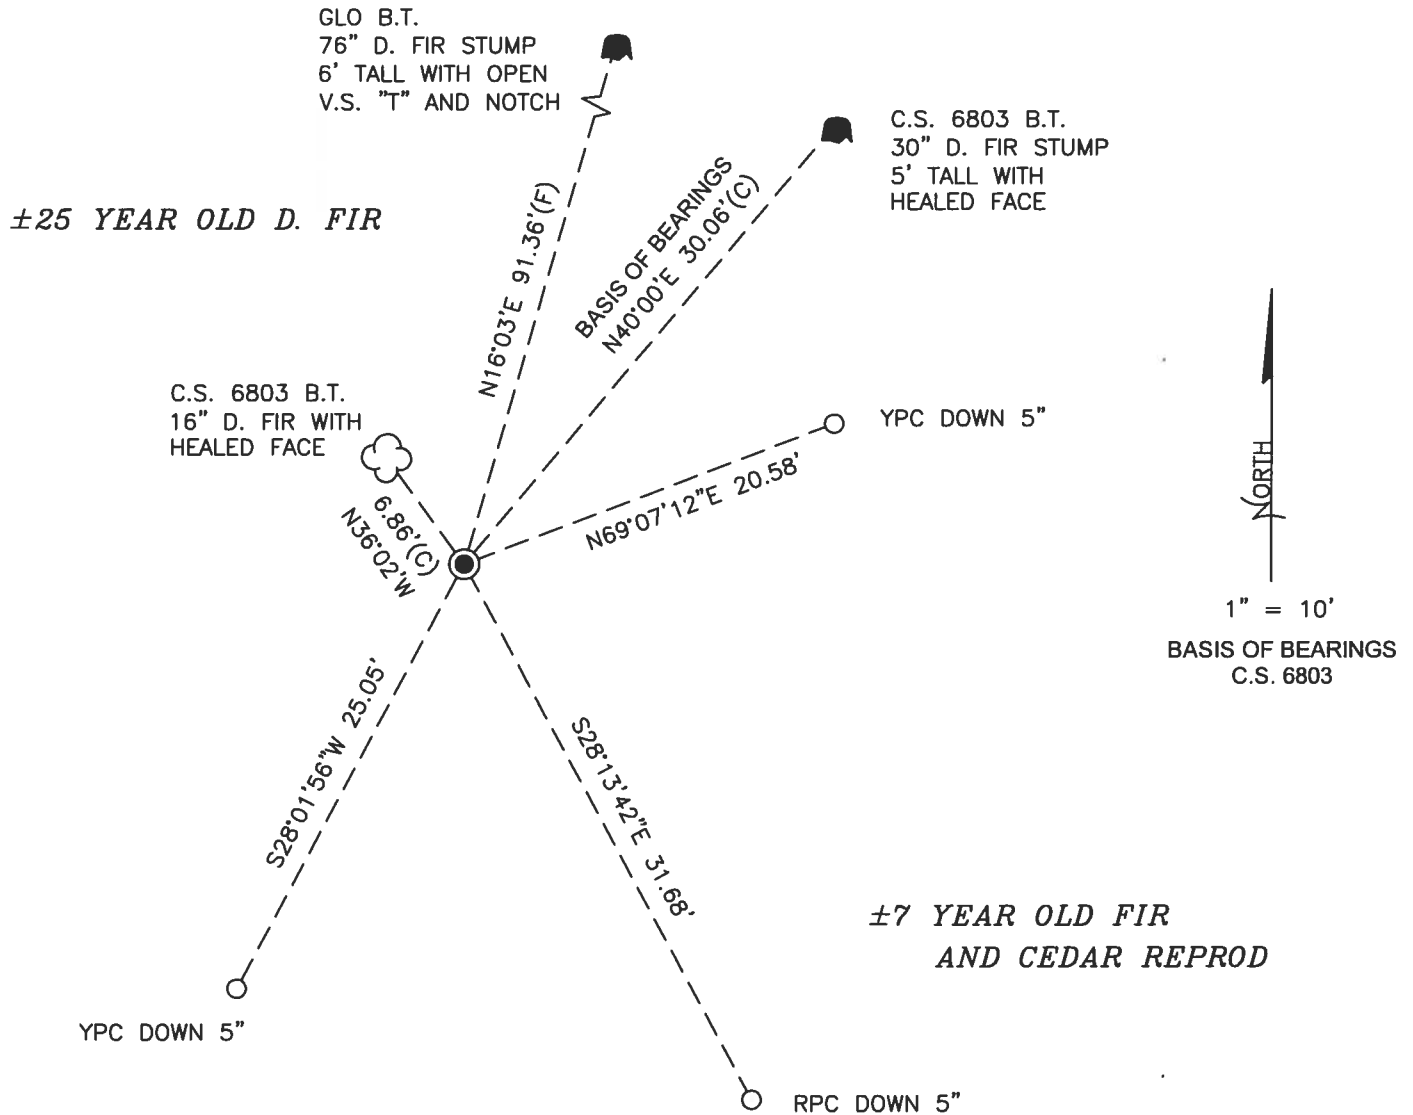 GLO B.T.
76" D. FIR STUMP
6' TALL WITH OPEN
V.S. "T" AND NOTCH
C.S. 6803 B.T.
30" D. FIR STUMP
5' TALL WITH
HEALED FACE
±25 YEAR OLD D. FIR
N16°03'E 91.36'(F)
BASIS OF BEARINGS
N40°00'E 30.06'(C)
C.S. 6803 B.T.
16" D. FIR WITH
HEALED FACE
6.86'(C)
N36°02'W
YPC DOWN 5"
N69°07'12"E 20.58'
NORTH
1" = 10'
BASIS OF BEARINGS
C.S. 6803
S28°01'56"W 25.05'
S28°13'42"E 31.68'
±7 YEAR OLD FIR
AND CEDAR REPROD
YPC DOWN 5"
RPC DOWN 5"